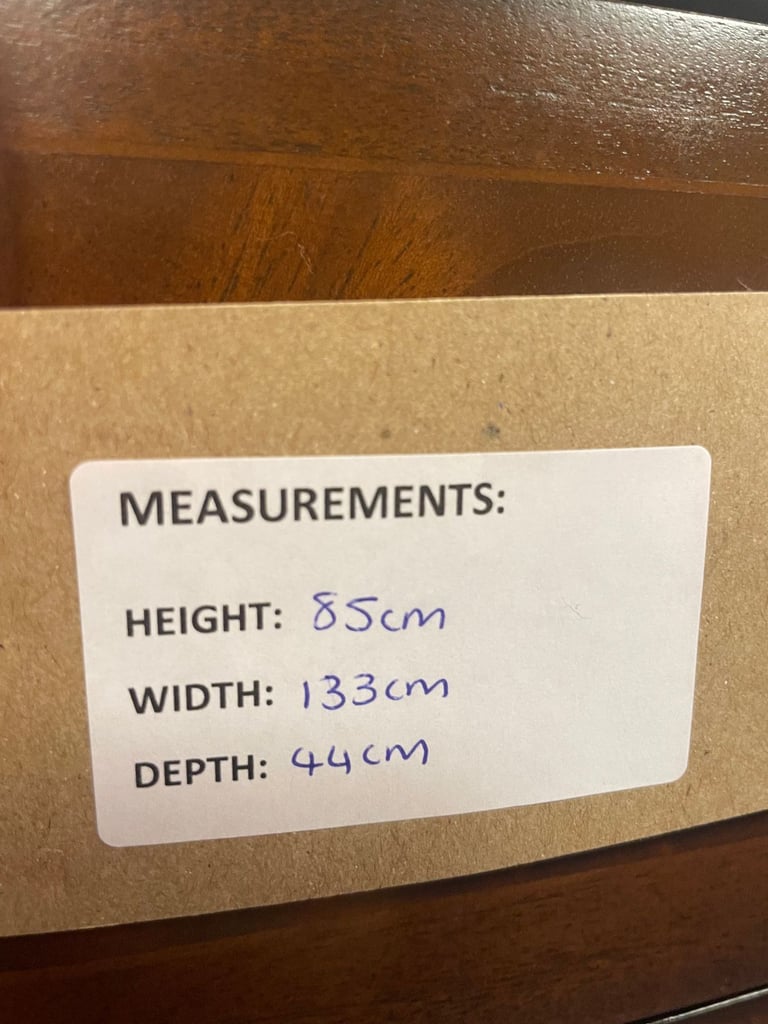 MEASUREMENTS:
HEIGHT: 85cm
WIDTH: 133cm
DEPTH: 44cm